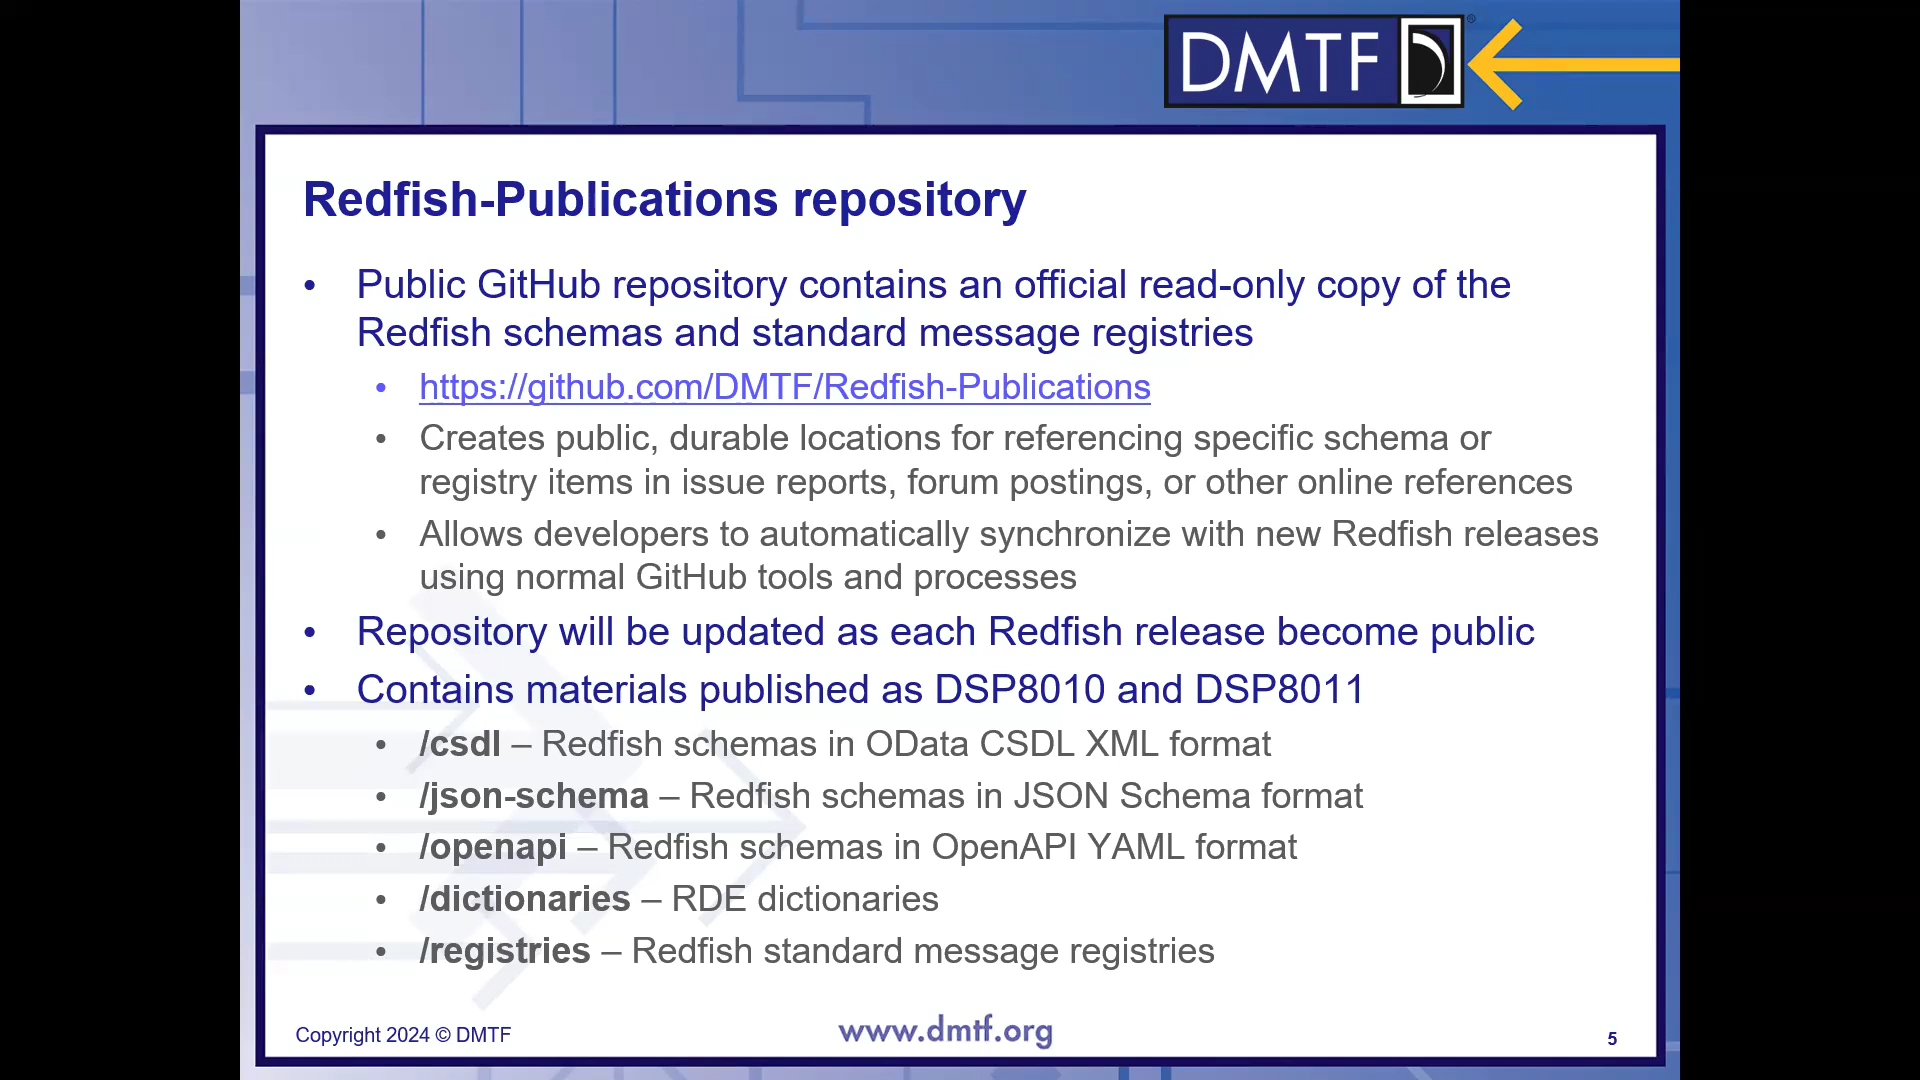 DMTF
®
Redfish-Publications repository
• Public GitHub repository contains an official read-only copy of the
Redfish schemas and standard message registries
• https://github.com/DMTF/Redfish-Publications
• Creates public, durable locations for referencing specific schema or
registry items in issue reports, forum postings, or other online references
• Allows developers to automatically synchronize with new Redfish releases
using normal GitHub tools and processes
• Repository will be updated as each Redfish release become public
• Contains materials published as DSP8010 and DSP8011
• /csdl – Redfish schemas in OData CSDL XML format
• /json-schema – Redfish schemas in JSON Schema format
• /openapi – Redfish schemas in OpenAPI YAML format
• /dictionaries – RDE dictionaries
• /registries – Redfish standard message registries
Copyright 2024 © DMTF
www.dmtf.org
5